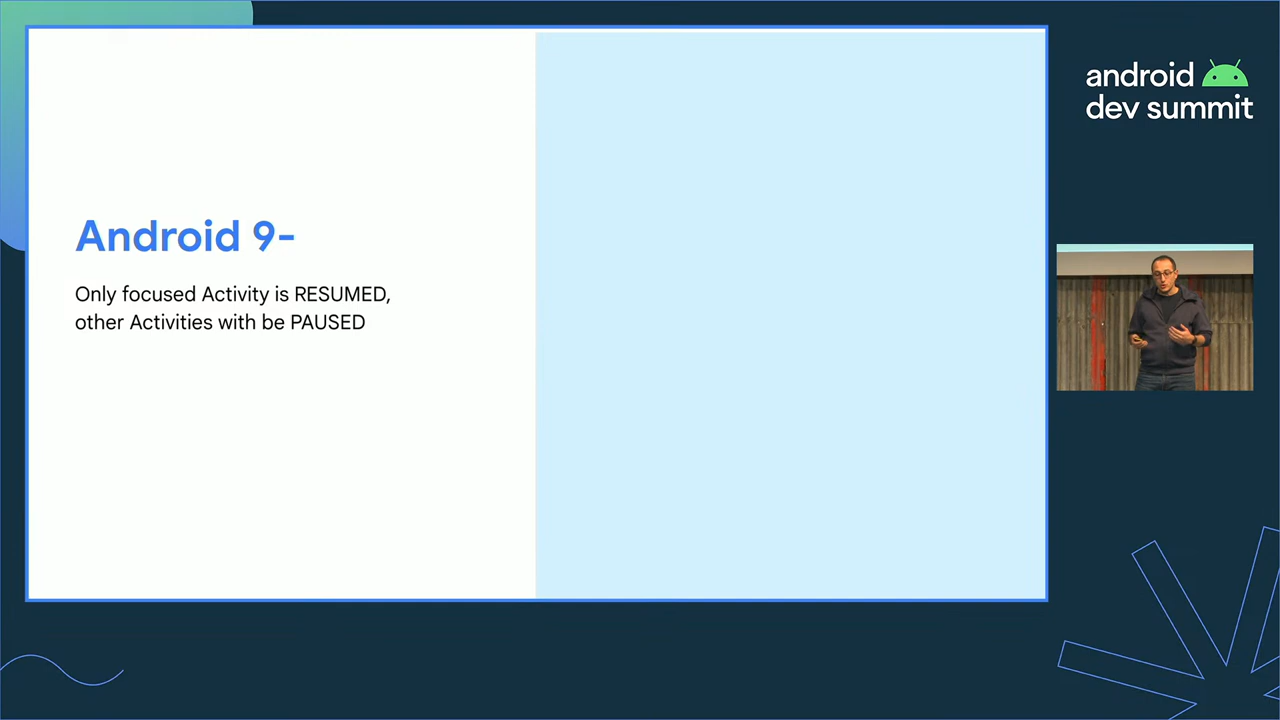 Android 9-
Only focused Activity is RESUMED,
other Activities with be PAUSED
android
dev summit